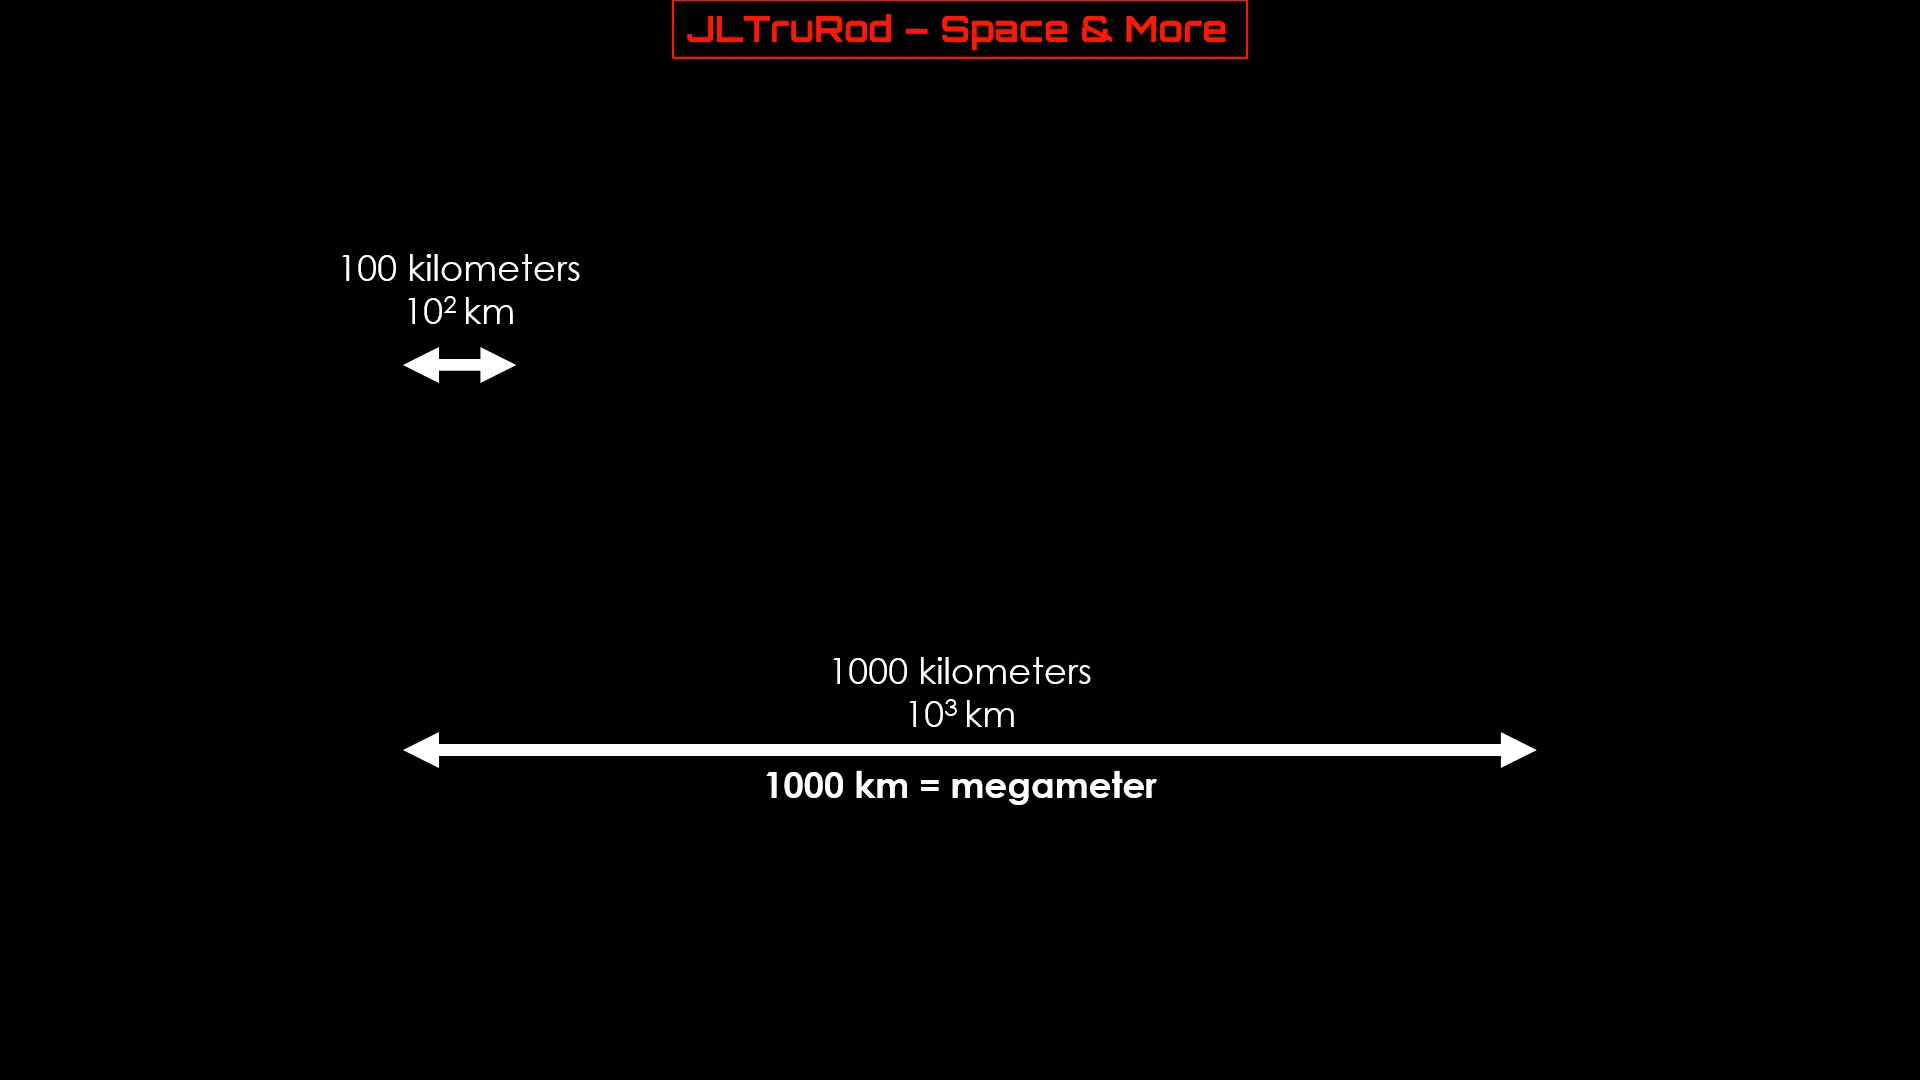 JLTruRod – Space & More
100 kilometers
10² km
1000 kilometers
10³ km
1000 km = megameter